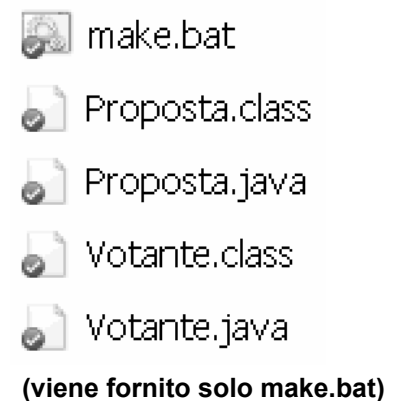 make.bat
Proposta.class
Proposta.java
Votante.class
Votante.java
(viene fornito solo make.bat)